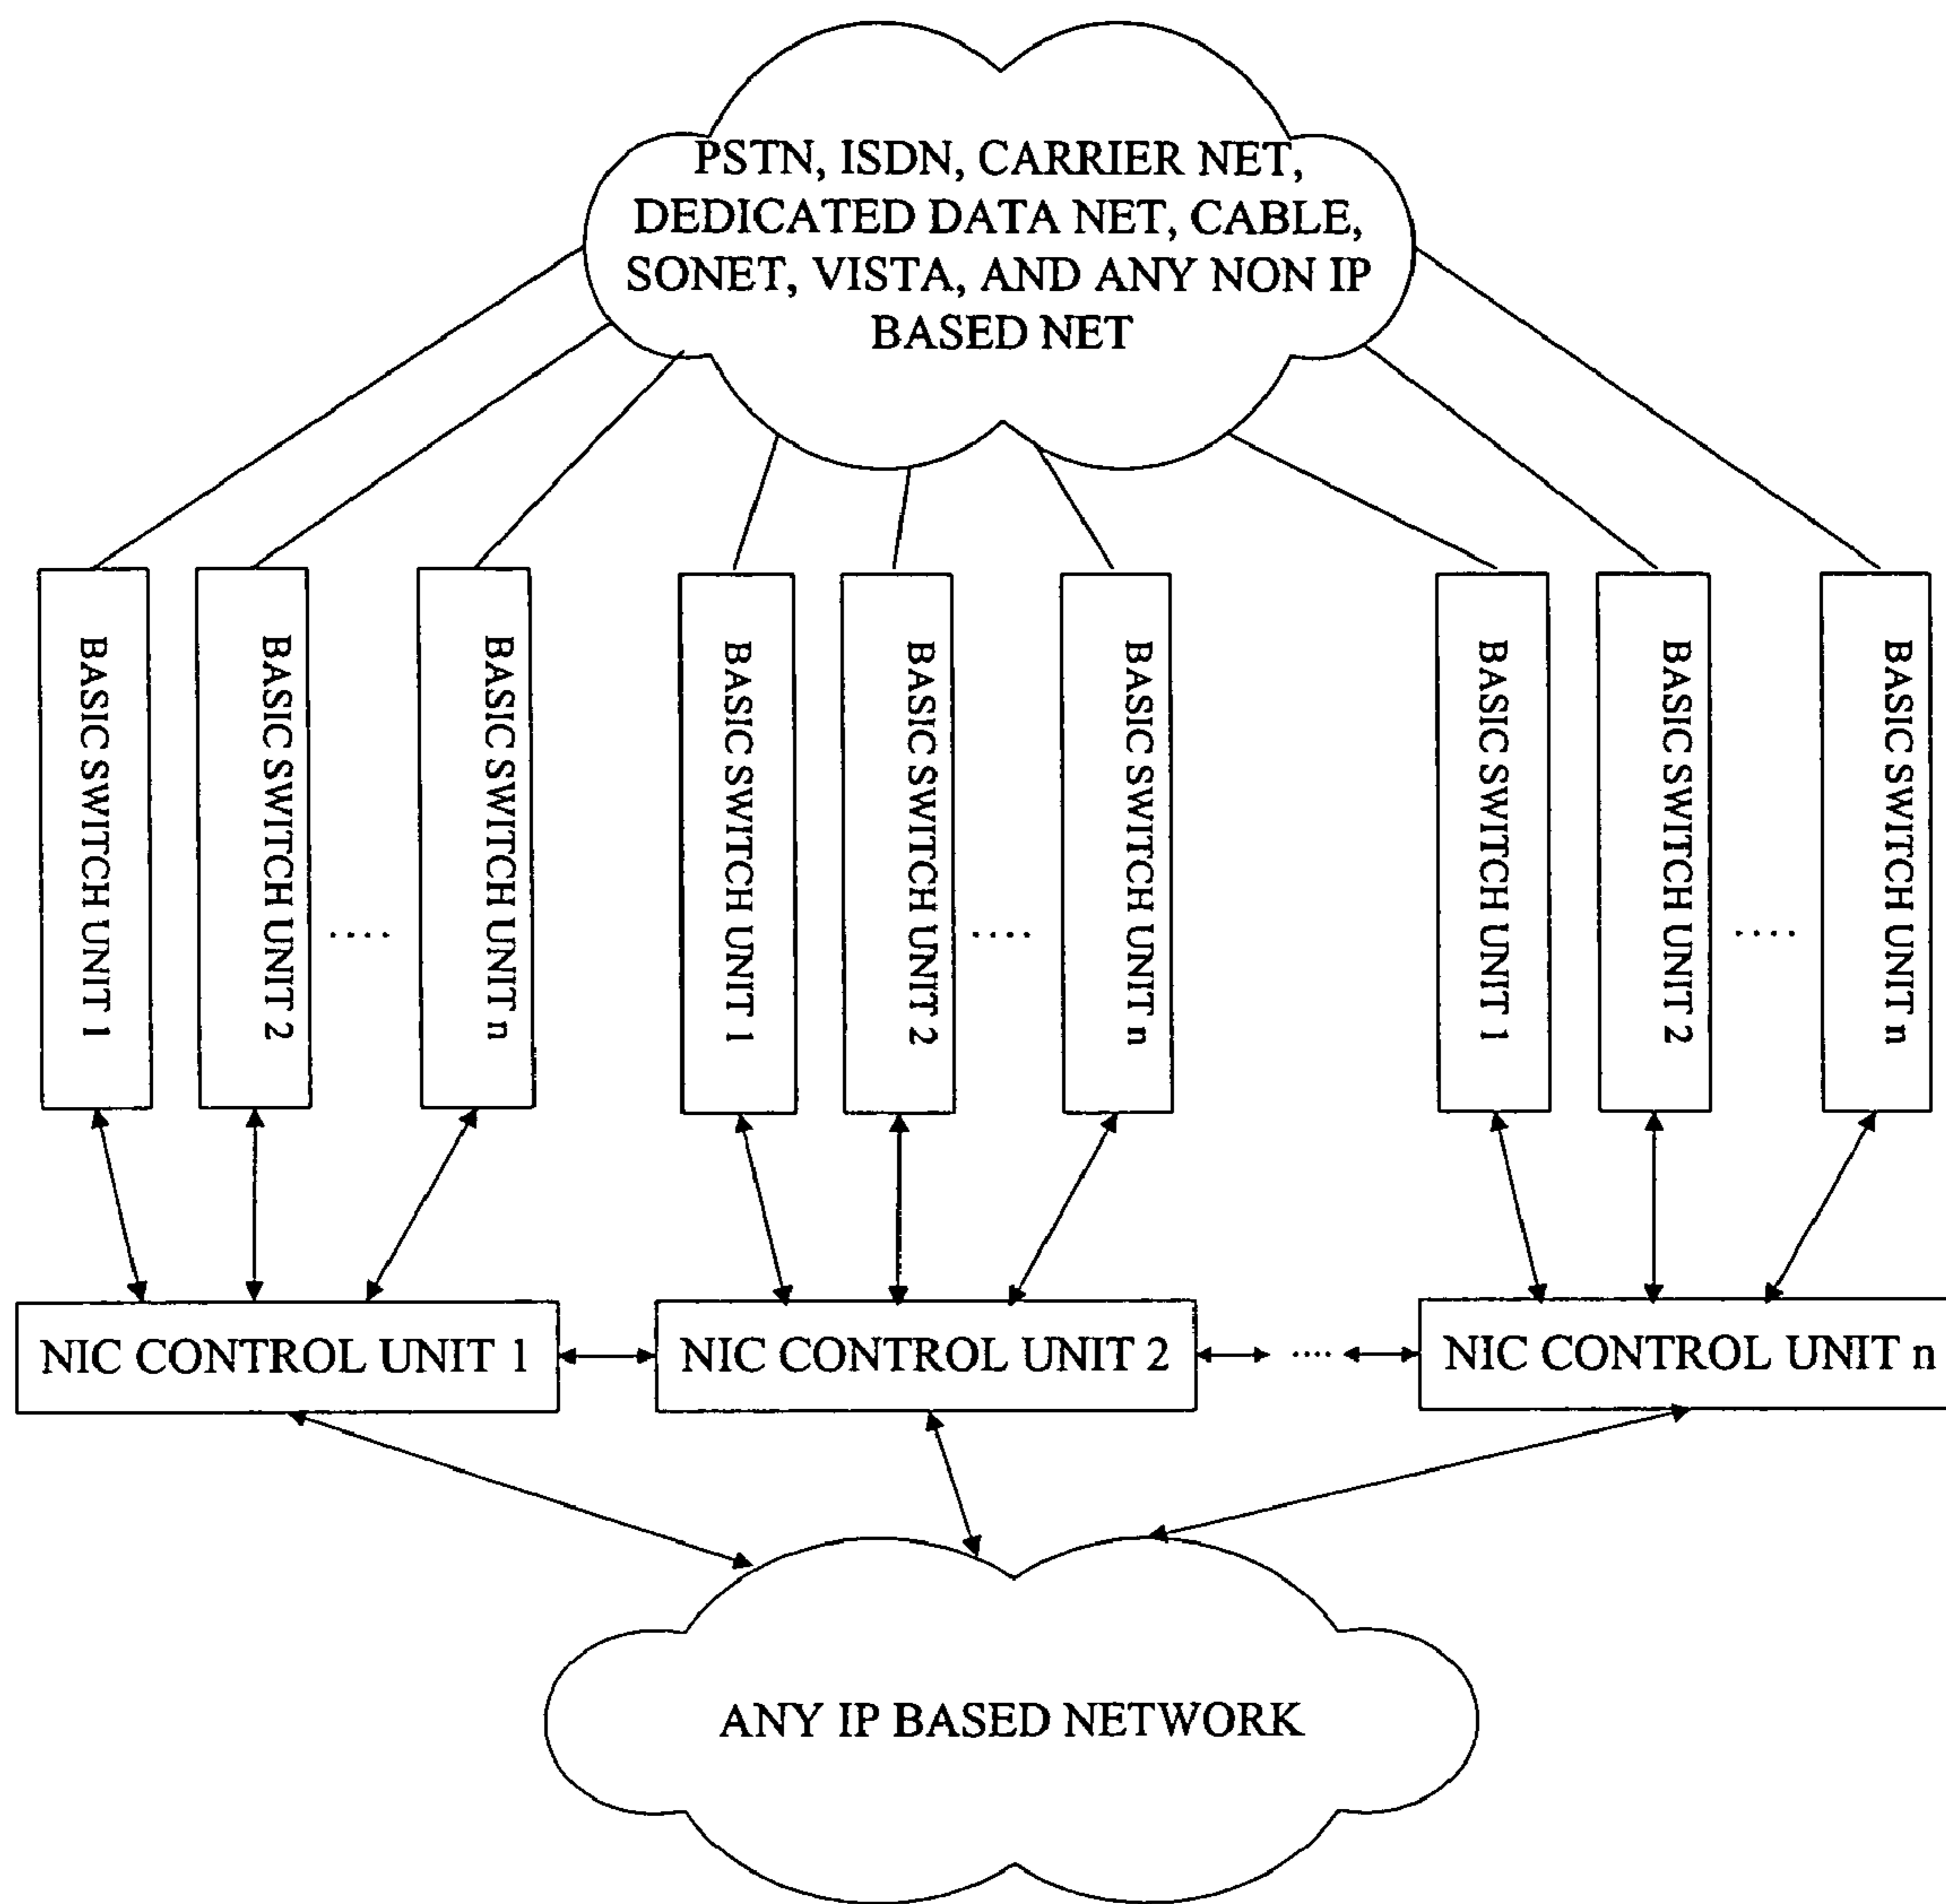 PSTN, ISDN, CARRIER NET,
DEDICATED DATA NET, CABLE,
SONET, VISTA, AND ANY NON IP
BASED NET
BASIC SWITCH UNIT 1
BASIC SWITCH UNIT 2
....
BASIC SWITCH UNIT n
BASIC SWITCH UNIT 1
BASIC SWITCH UNIT 2
....
BASIC SWITCH UNIT n
BASIC SWITCH UNIT 1
BASIC SWITCH UNIT 2
....
BASIC SWITCH UNIT n
NIC CONTROL UNIT 1
NIC CONTROL UNIT 2
....
NIC CONTROL UNIT n
ANY IP BASED NETWORK